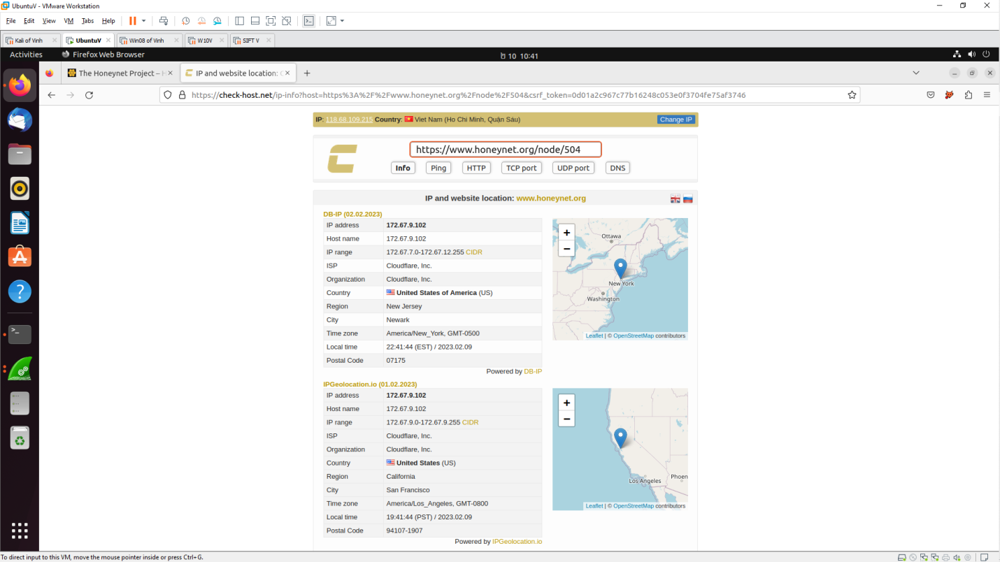 UbuntuV - VMware Workstation
File Edit View VM Tabs Help
Kali of Vinh UbuntuV Win08 of Vinh W10V SIFT V
Activities Firefox Web Browser 10 10:41
The Honeynet Project – H IP and website location: C
https://check-host.net/ip-info?host=https%3A%2F%2Fwww.honeynet.org%2Fnode%2F504&csrf_token=0d01a2c967c77b16248c053e0f3704fe75af3746
IP: 118.68.109.215 Country: Viet Nam (Ho Chi Minh, Quận Sáu) Change IP
https://www.honeynet.org/node/504
Info Ping HTTP TCP port UDP port DNS
IP and website location: www.honeynet.org
DB-IP (02.02.2023)
IP address 172.67.9.102
Host name 172.67.9.102
IP range 172.67.7.0-172.67.12.255 CIDR
ISP Cloudflare, Inc.
Organization Cloudflare, Inc.
Country United States of America (US)
Region New Jersey
City Newark
Time zone America/New_York, GMT-0500
Local time 22:41:44 (EST) / 2023.02.09
Postal Code 07175
Powered by DB-IP
+
−
Ottawa
New York
Washington
Leaflet | © OpenStreetMap contributors
IPGeolocation.io (01.02.2023)
IP address 172.67.9.102
Host name 172.67.9.102
IP range 172.67.9.0-172.67.9.255 CIDR
ISP Cloudflare, Inc.
Organization Cloudflare, Inc.
Country United States (US)
Region California
City San Francisco
Time zone America/Los_Angeles, GMT-0800
Local time 19:41:44 (PST) / 2023.02.09
Postal Code 94107-1907
Powered by IPGeolocation.io
+
−
Los Angeles Phoen
Leaflet | © OpenStreetMap contributors
To direct input to this VM, move the mouse pointer inside or press Ctrl+G.